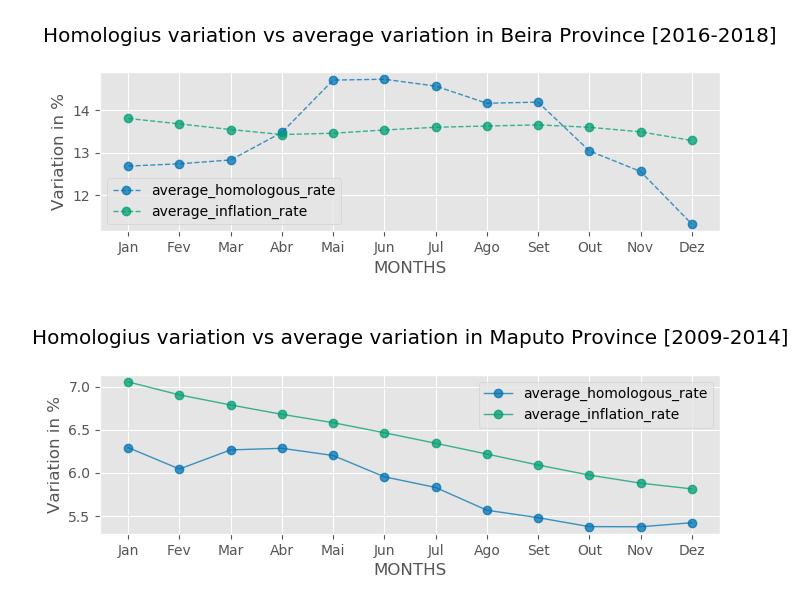 Homologius variation vs average variation in Beira Province [2016-2018]
Variation in %
14
13
12
average_homologous_rate
average_inflation_rate
Jan Fev Mar Abr Mai Jun Jul Ago Set Out Nov Dez
MONTHS
Homologius variation vs average variation in Maputo Province [2009-2014]
Variation in %
7.0
6.5
6.0
5.5
average_homologous_rate
average_inflation_rate
Jan Fev Mar Abr Mai Jun Jul Ago Set Out Nov Dez
MONTHS